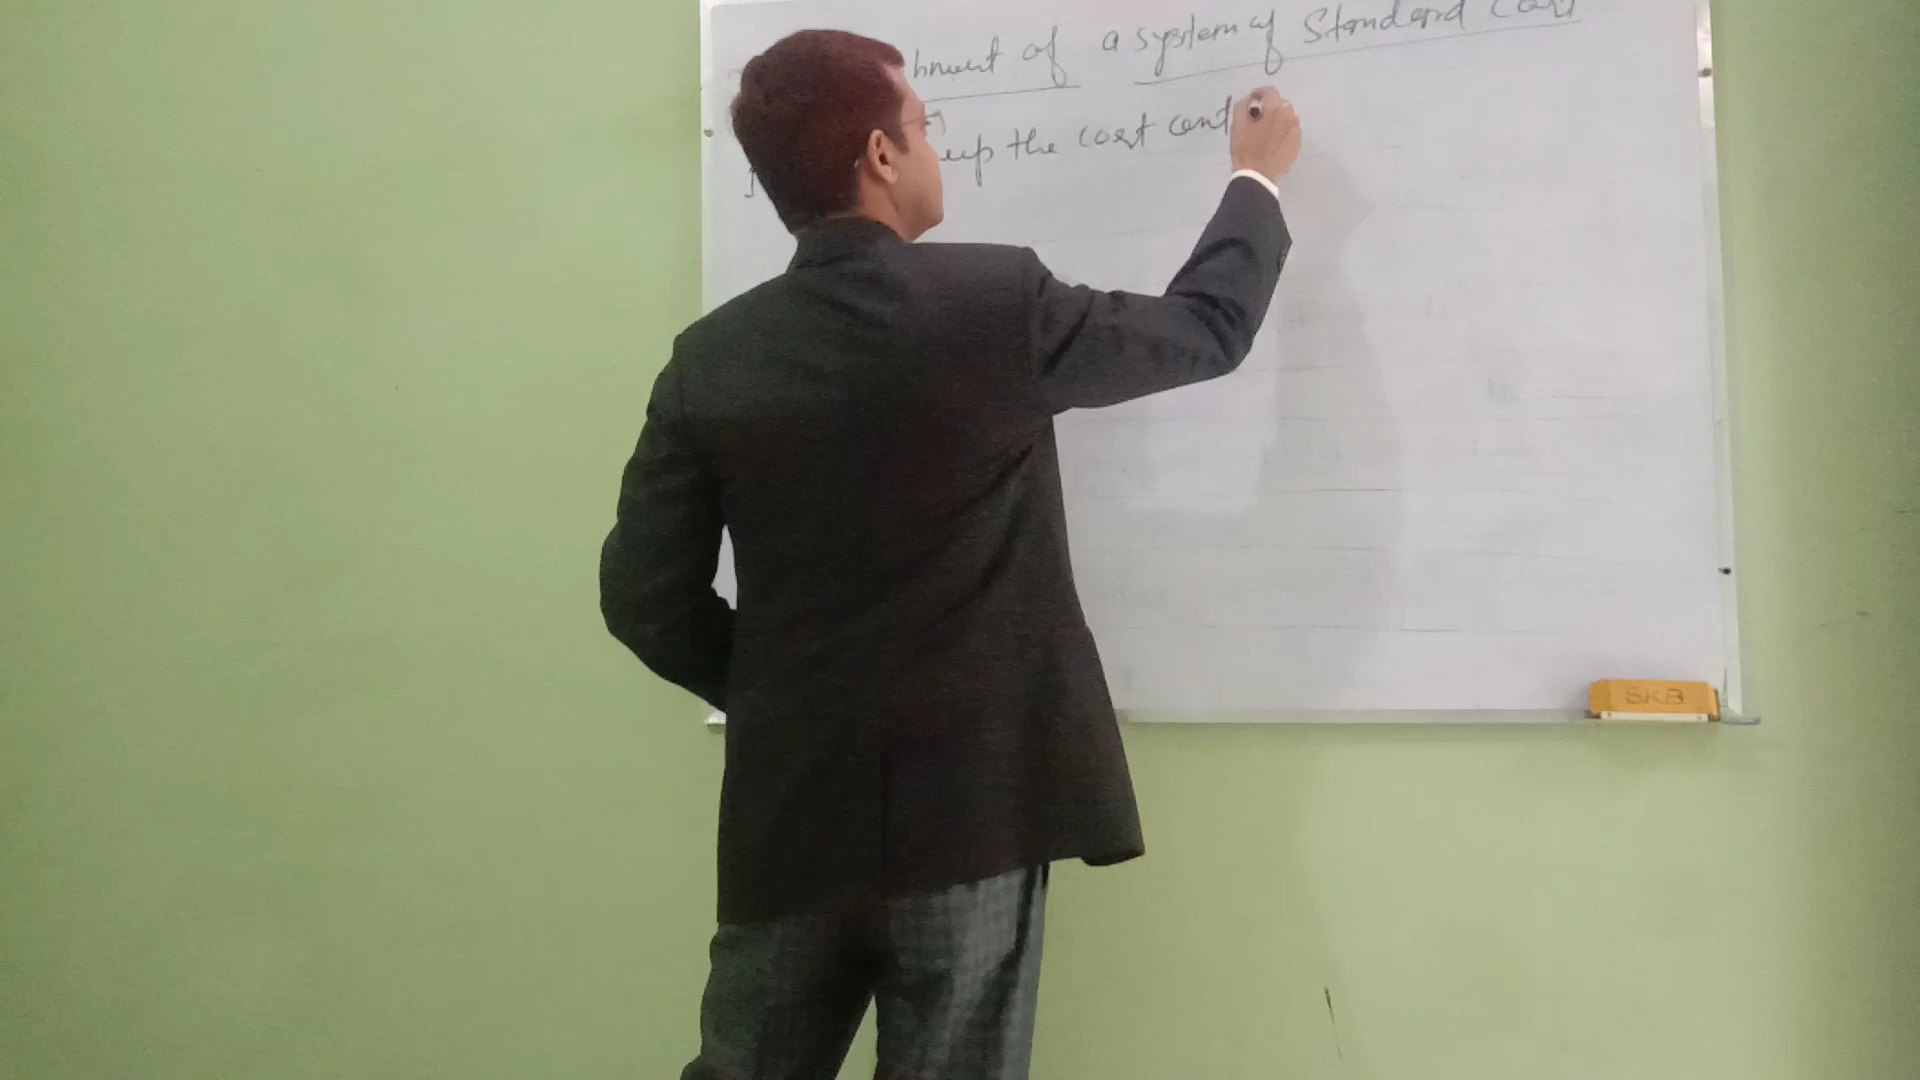 hment of a system of Standard Cost
up the cost cent
SKB